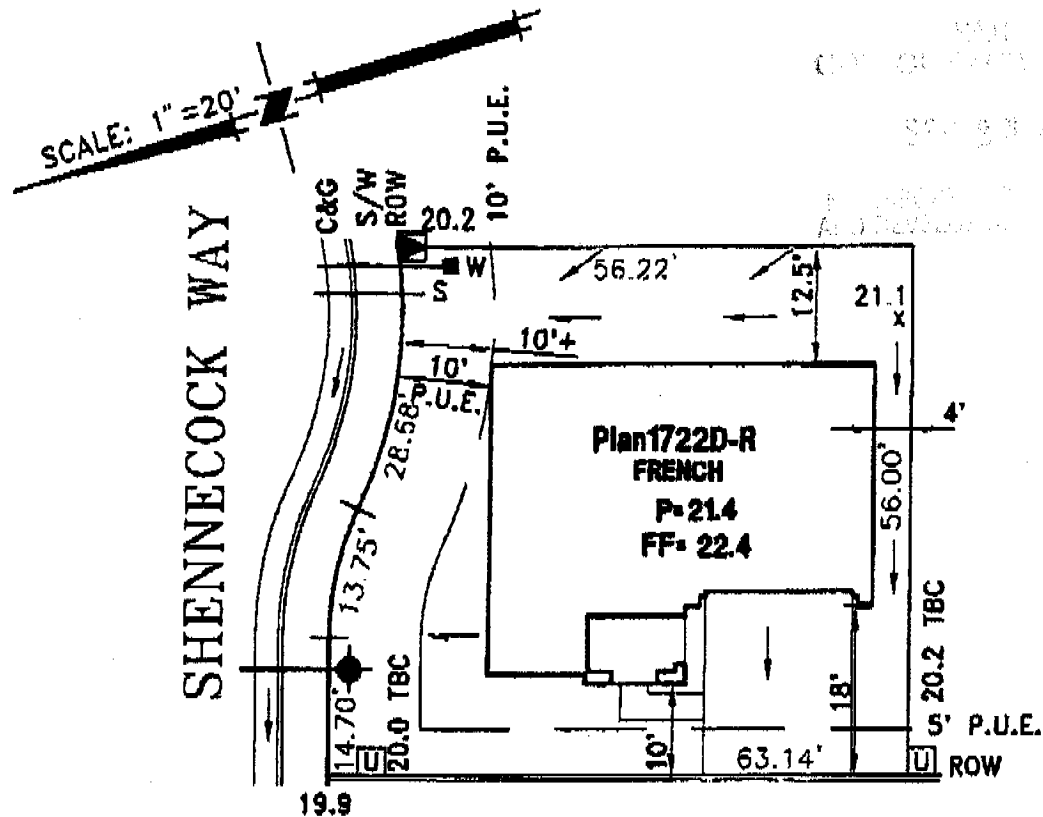 SCALE: 1" =20'
10' P.U.E.
C&G
S/W
ROW
20.2
W
S
56.22'
12.5'
21.1
x
SHENNECOCK WAY
10'+
10'
P.U.E.
28.68'
4'
Plan1722D-R
FRENCH
P=21.4
FF= 22.4
56.00'
13.75'
14.70'
20.0 TBC
20.2 TBC
18'
10'
5' P.U.E.
63.14'
U
U
ROW
19.9